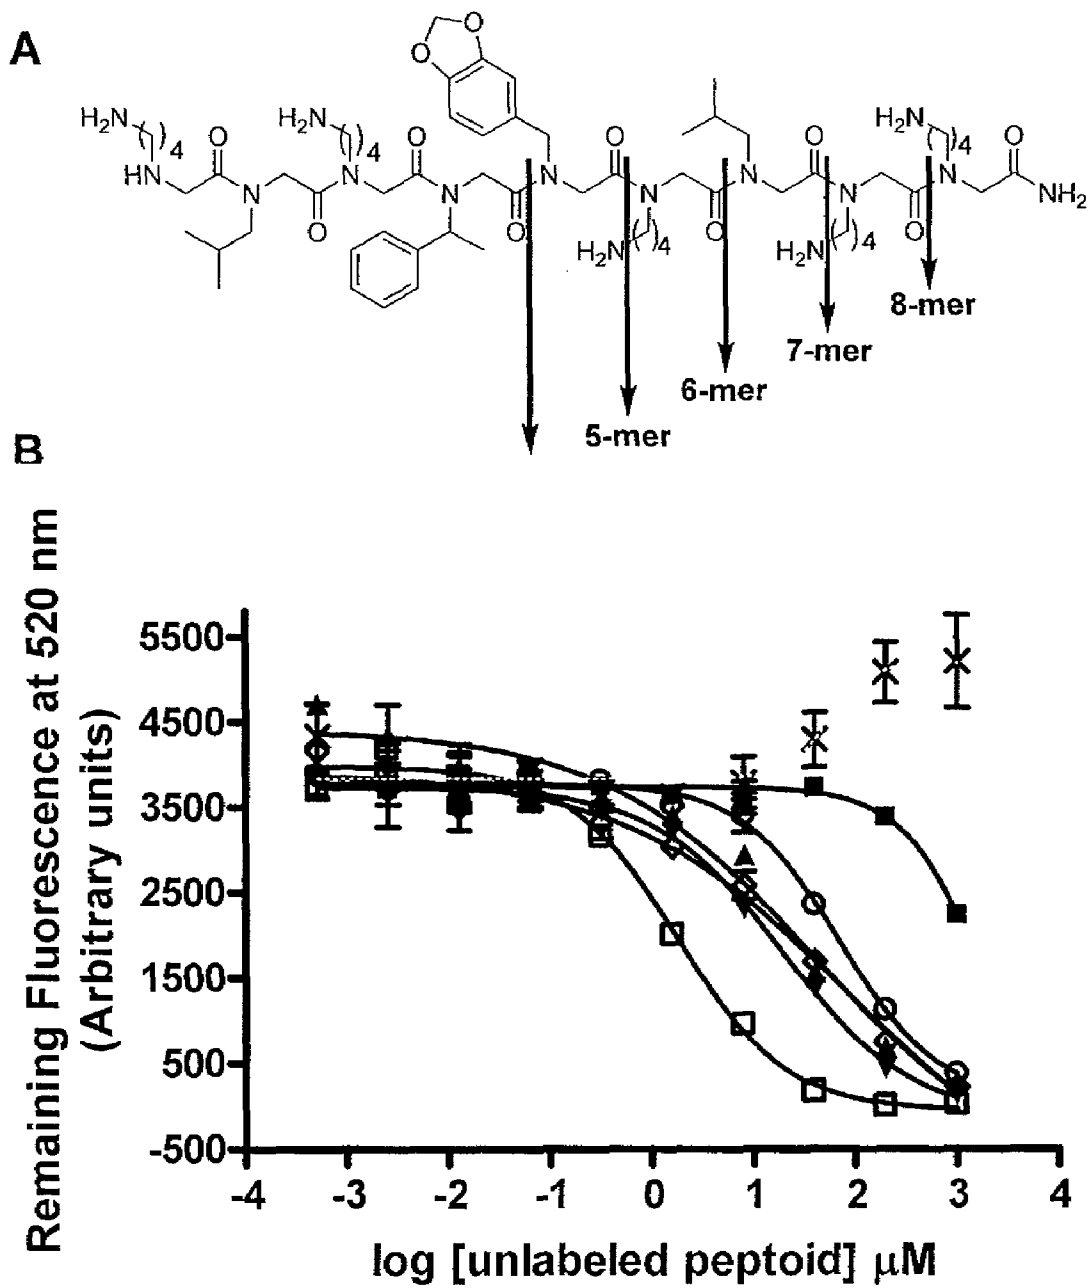 A
O
O
H2N
( )4
O
H2N
( )4
O
O
O
H2N
( )4
O
HN
N
N
N
N
N
N
N
N
NH2
O
O
O
O
H2N
( )4
H2N
( )4
8-mer
7-mer
6-mer
5-mer
B
Remaining Fluorescence at 520 nm
(Arbitrary units)
5500
4500
3500
2500
1500
500
-500
-4 -3 -2 -1 0 1 2 3 4
log [unlabeled peptoid] μM